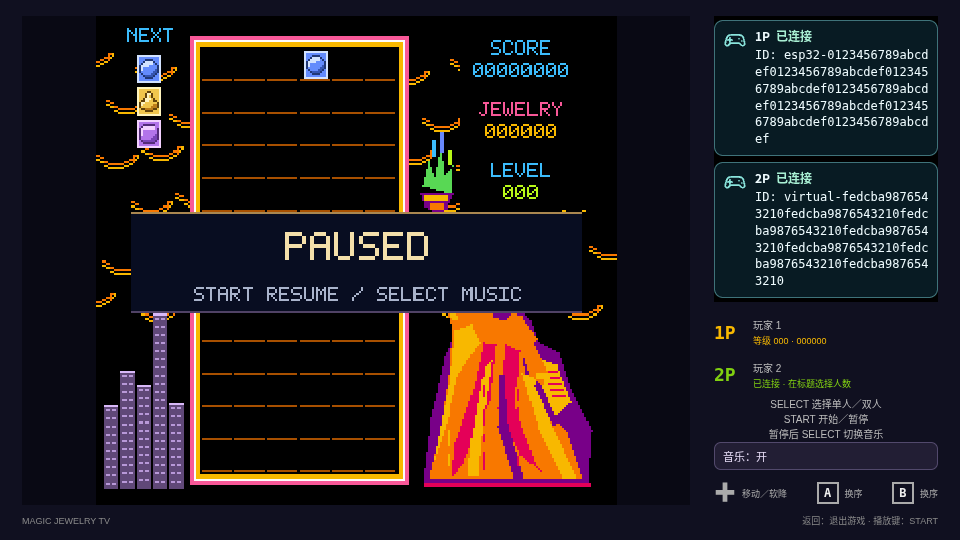 NEXT
SCORE
00000000
JEWELRY
000000
LEVEL
000
PAUSED
START RESUME / SELECT MUSIC
1P 已连接
ID: esp32-0123456789abcd
ef0123456789abcdef012345
6789abcdef0123456789abcd
ef0123456789abcdef012345
6789abcdef0123456789abcd
ef
2P 已连接
ID: virtual-fedcba987654
3210fedcba9876543210fedc
ba9876543210fedcba987654
3210fedcba9876543210fedc
ba9876543210fedcba987654
3210
1P 玩家 1
等级 000 · 000000
2P 玩家 2
已连接 · 在标题选择人数
SELECT 选择单人／双人
START 开始／暂停
暂停后 SELECT 切换音乐
音乐：开
移动／软降 A 换序 B 换序
MAGIC JEWELRY TV
返回：退出游戏 · 播放键：START